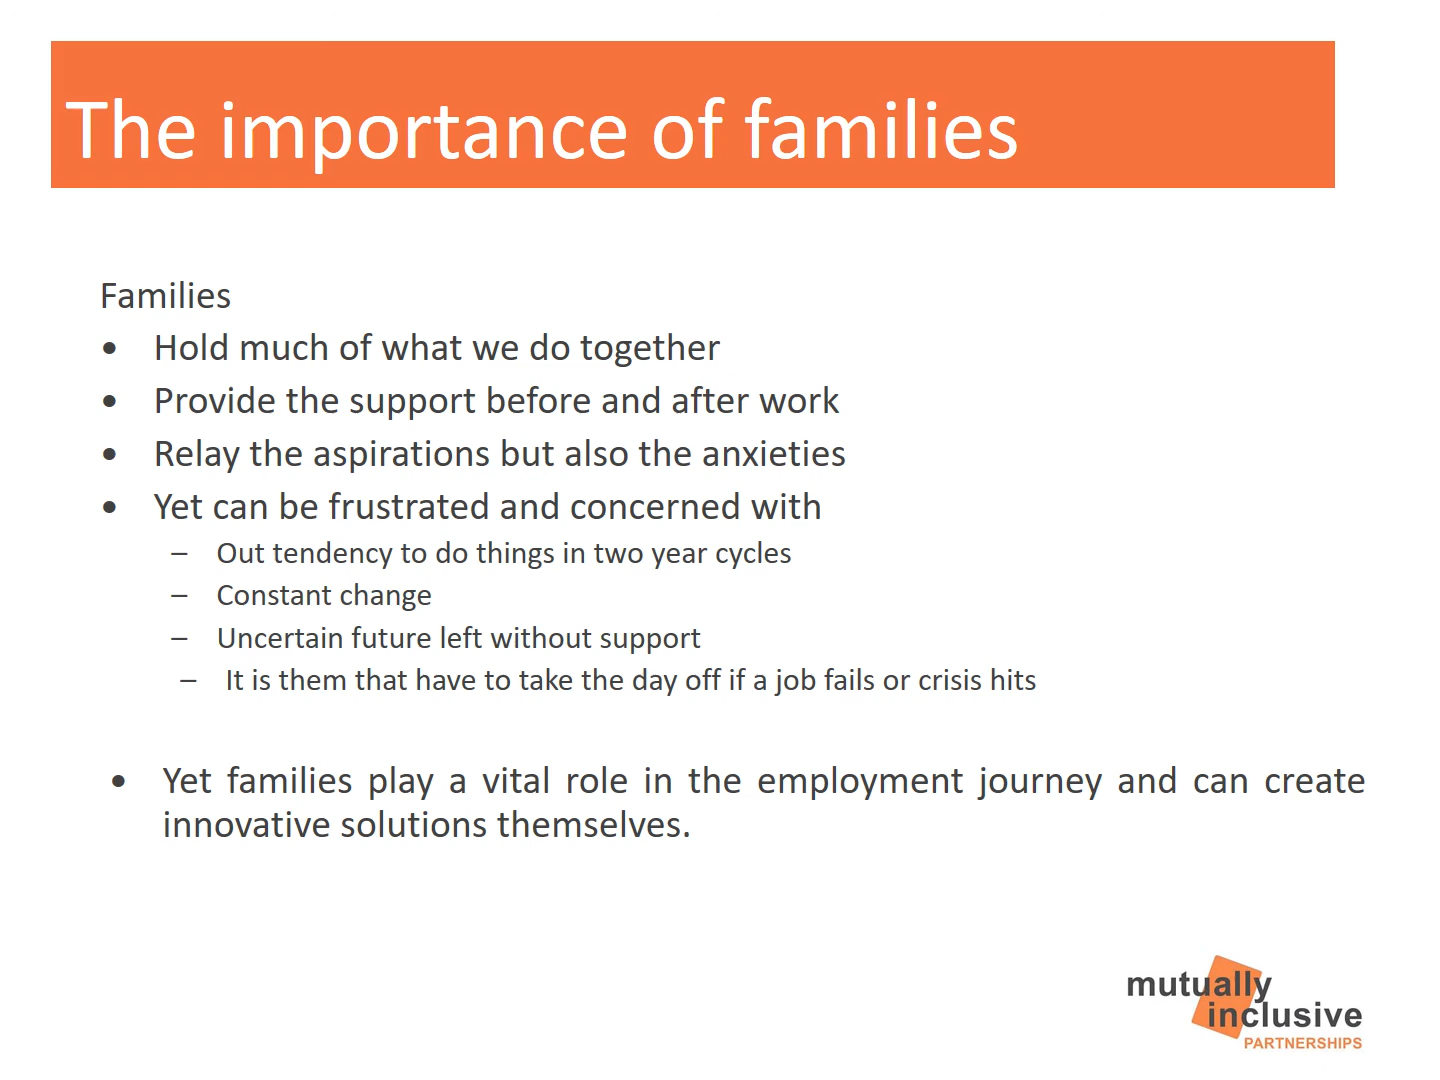 The importance of families
Families
• Hold much of what we do together
• Provide the support before and after work
• Relay the aspirations but also the anxieties
• Yet can be frustrated and concerned with
– Out tendency to do things in two year cycles
– Constant change
– Uncertain future left without support
– It is them that have to take the day off if a job fails or crisis hits
• Yet families play a vital role in the employment journey and can create
innovative solutions themselves.
mutually
inclusive
PARTNERSHIPS